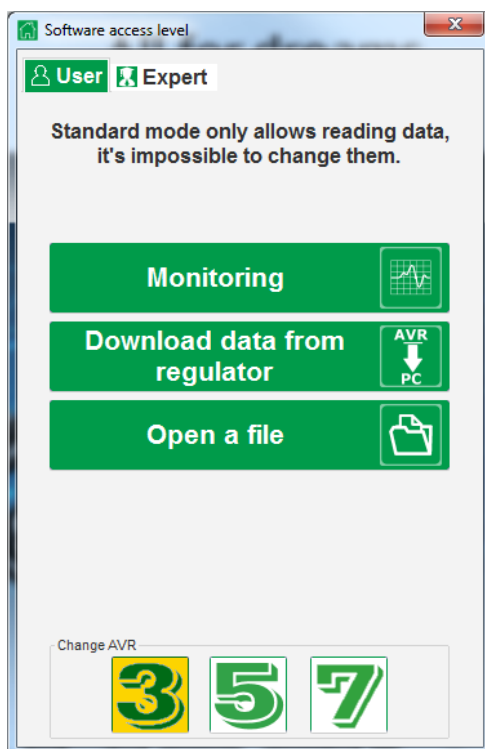 Software access level
User
Expert
Standard mode only allows reading data,
it's impossible to change them.
Monitoring
Download data from
regulator
AVR
PC
Open a file
Change AVR
3 5 7